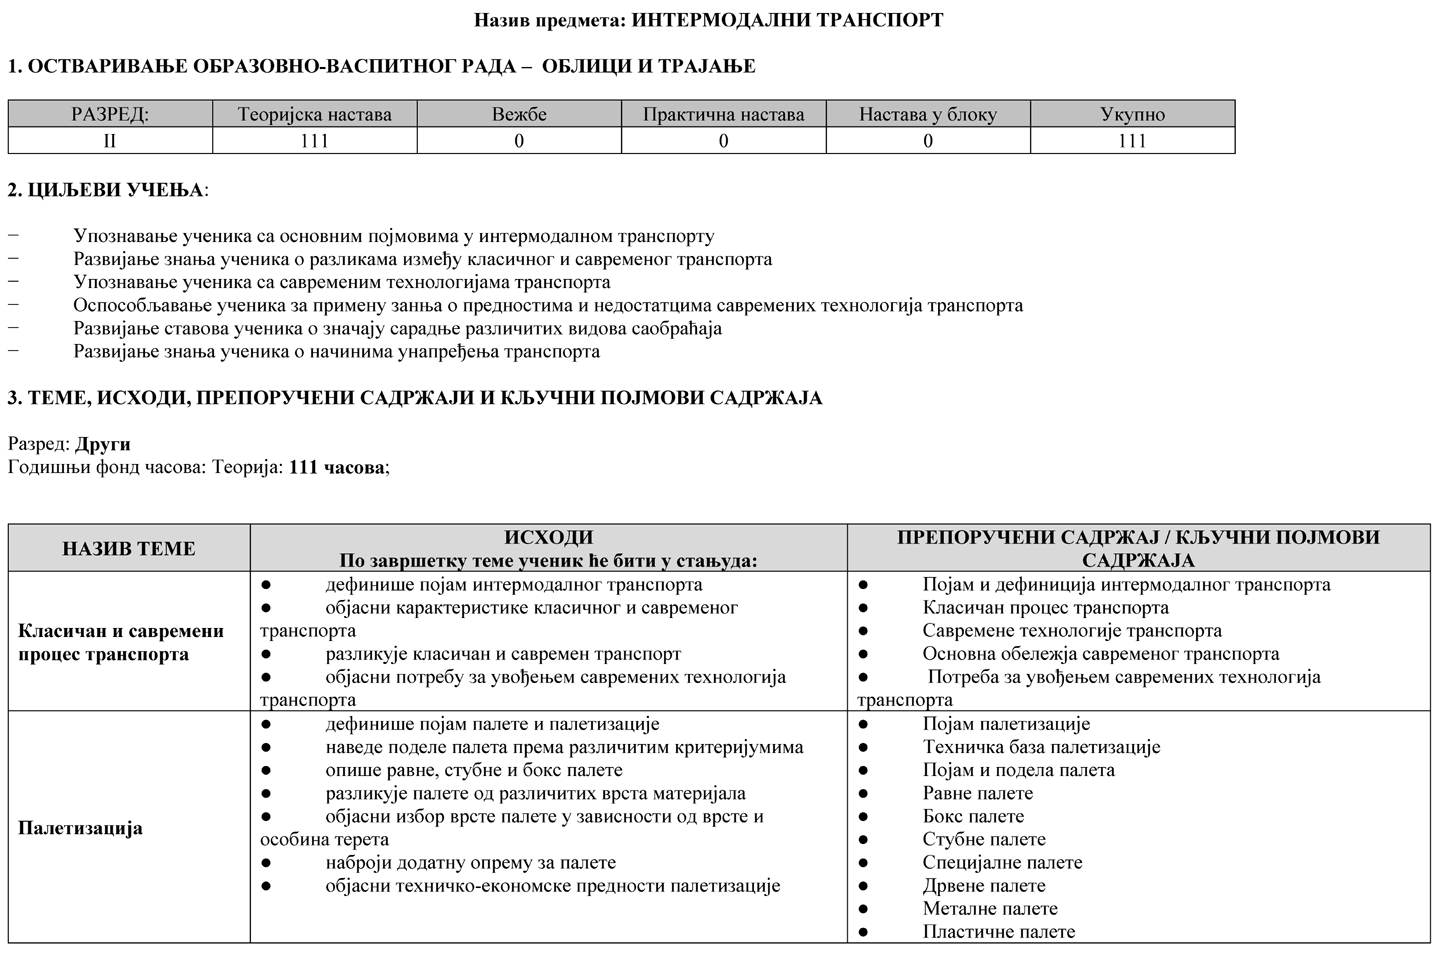 Назив предмета: ИНТЕРМОДАЛНИ ТРАНСПОРТ
1. ОСТВАРИВАЊЕ ОБРАЗОВНО-ВАСПИТНОГ РАДА – ОБЛИЦИ И ТРАЈАЊЕ
РАЗРЕД: Теоријска настава Вежбе Практична настава Настава у блоку Укупно
II 111 0 0 0 111
2. ЦИЉЕВИ УЧЕЊА:
− Упознавање ученика са основним појмовима у интермодалном транспорту
− Развијање знања ученика о разликама између класичног и савременог транспорта
− Упознавање ученика са савременим технологијама транспорта
− Оспособљавање ученика за примену занња о предностима и недостатцима савремених технологија транспорта
− Развијање ставова ученика о значају сарадње различитих видова саобраћаја
− Развијање знања ученика о начинима унапређења транспорта
3. ТЕМЕ, ИСХОДИ, ПРЕПОРУЧЕНИ САДРЖАЈИ И КЉУЧНИ ПОЈМОВИ САДРЖАЈА
Разред: Други
Годишњи фонд часова: Теорија: 111 часова;
НАЗИВ ТЕМЕ
ИСХОДИ
По завршетку теме ученик ће бити у стањуда:
ПРЕПОРУЧЕНИ САДРЖАЈ / КЉУЧНИ ПОЈМОВИ
САДРЖАЈА
Класичан и савремени
процес транспорта
● дефинише појам интермодалног транспорта
● објасни карактеристике класичног и савременог
транспорта
● разликује класичан и савремен транспорт
● објасни потребу за увођењем савремених технологија
транспорта
● Појам и дефиниција интермодалног транспорта
● Класичан процес транспорта
● Савремене технологије транспорта
● Основна обележја савременог транспорта
● Потреба за увођењем савремених технологија
транспорта
Палетизација
● дефинише појам палете и палетизације
● наведе поделе палета према различитим критеријумима
● опише равне, стубне и бокс палете
● разликује палете од различитих врста материјала
● објасни избор врсте палете у зависности од врсте и
особина терета
● наброји додатну опрему за палете
● објасни техничко-економске предности палетизације
● Појам палетизације
● Техничка база палетизације
● Појам и подела палета
● Равне палете
● Бокс палете
● Стубне палете
● Специјалне палете
● Дрвене палете
● Металне палете
● Пластичне палете